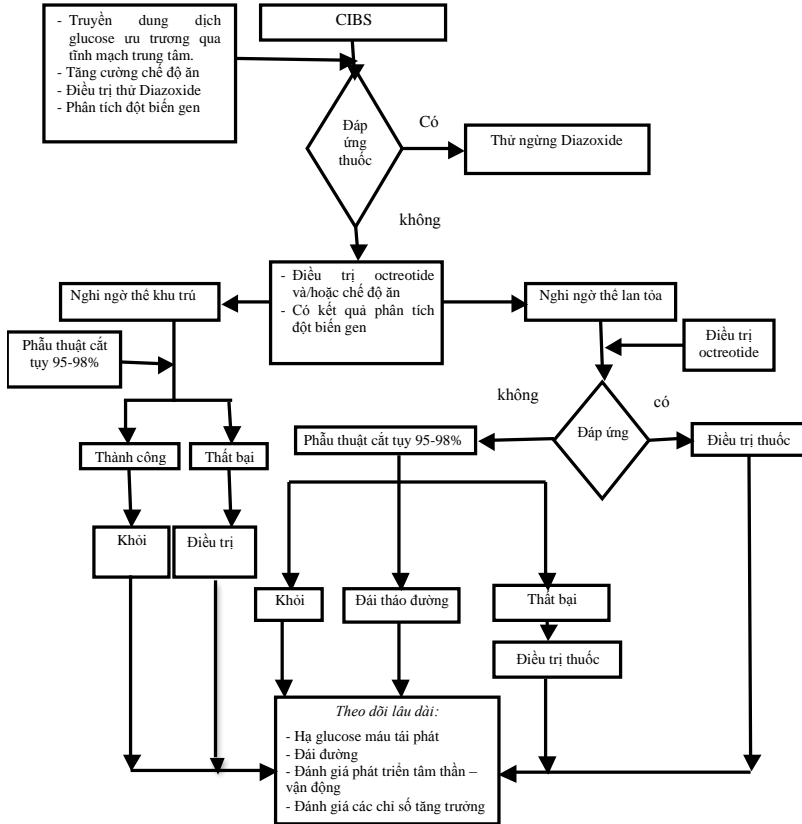 - Truyền dung dịch
glucose ưu trương qua
tĩnh mạch trung tâm.
- Tăng cường chế độ ăn
- Điều trị thử Diazoxide
- Phân tích đột biến gen
CIBS
Đáp
ứng
thuốc
Có
Thử ngừng Diazoxide
không
Nghi ngờ thể khu trú
- Điều trị octreotide
và/hoặc chế độ ăn
- Có kết quả phân tích
đột biến gen
Nghi ngờ thể lan tỏa
Phẫu thuật cắt
tụy 95-98%
Điều trị
octreotide
không
có
Đáp ứng
Phẫu thuật cắt tụy 95-98%
Điều trị thuốc
Thành công
Thất bại
Khỏi
Điều trị
Khỏi
Đái tháo đường
Thất bại
Điều trị thuốc
Theo dõi lâu dài:
- Hạ glucose máu tái phát
- Đái đường
- Đánh giá phát triển tâm thần –
vận động
- Đánh giá các chỉ số tăng trưởng